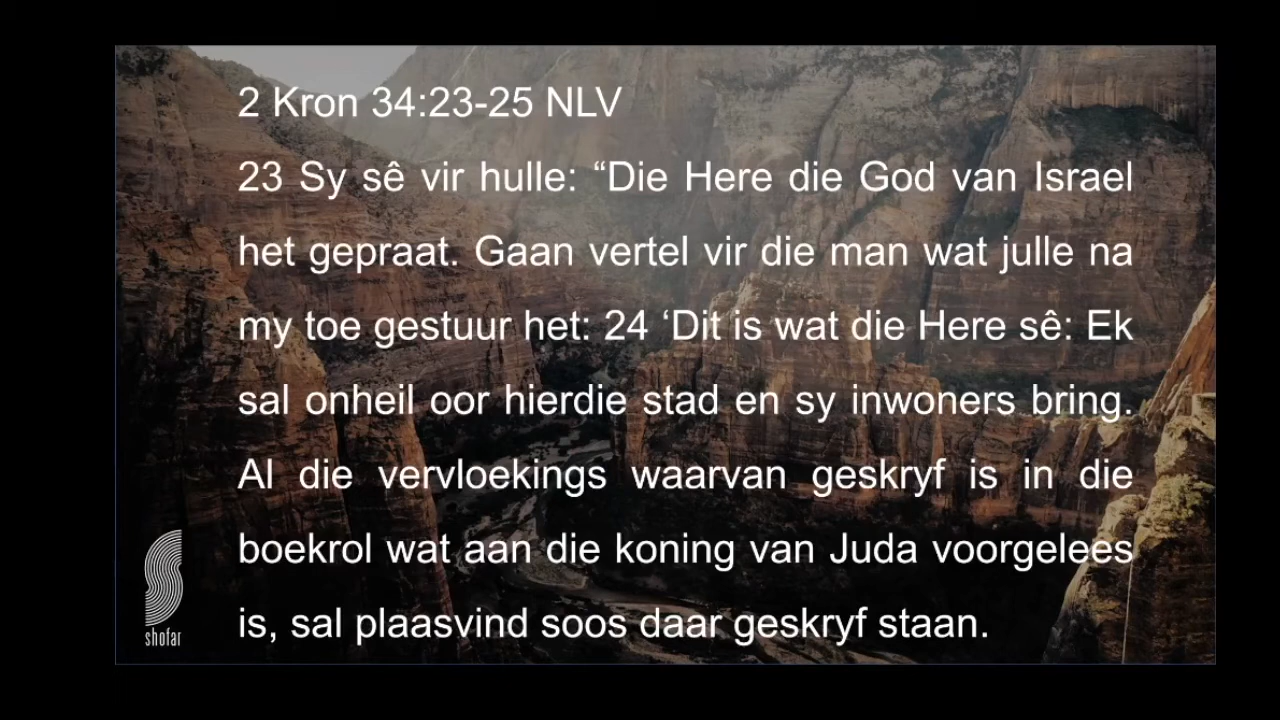 2 Kron 34:23-25 NLV
23 Sy sê vir hulle: “Die Here die God van Israel
het gepraat. Gaan vertel vir die man wat julle na
my toe gestuur het: 24 ‘Dit is wat die Here sê: Ek
sal onheil oor hierdie stad en sy inwoners bring.
Al die vervloekings waarvan geskryf is in die
boekrol wat aan die koning van Juda voorgelees
is, sal plaasvind soos daar geskryf staan.
shofar